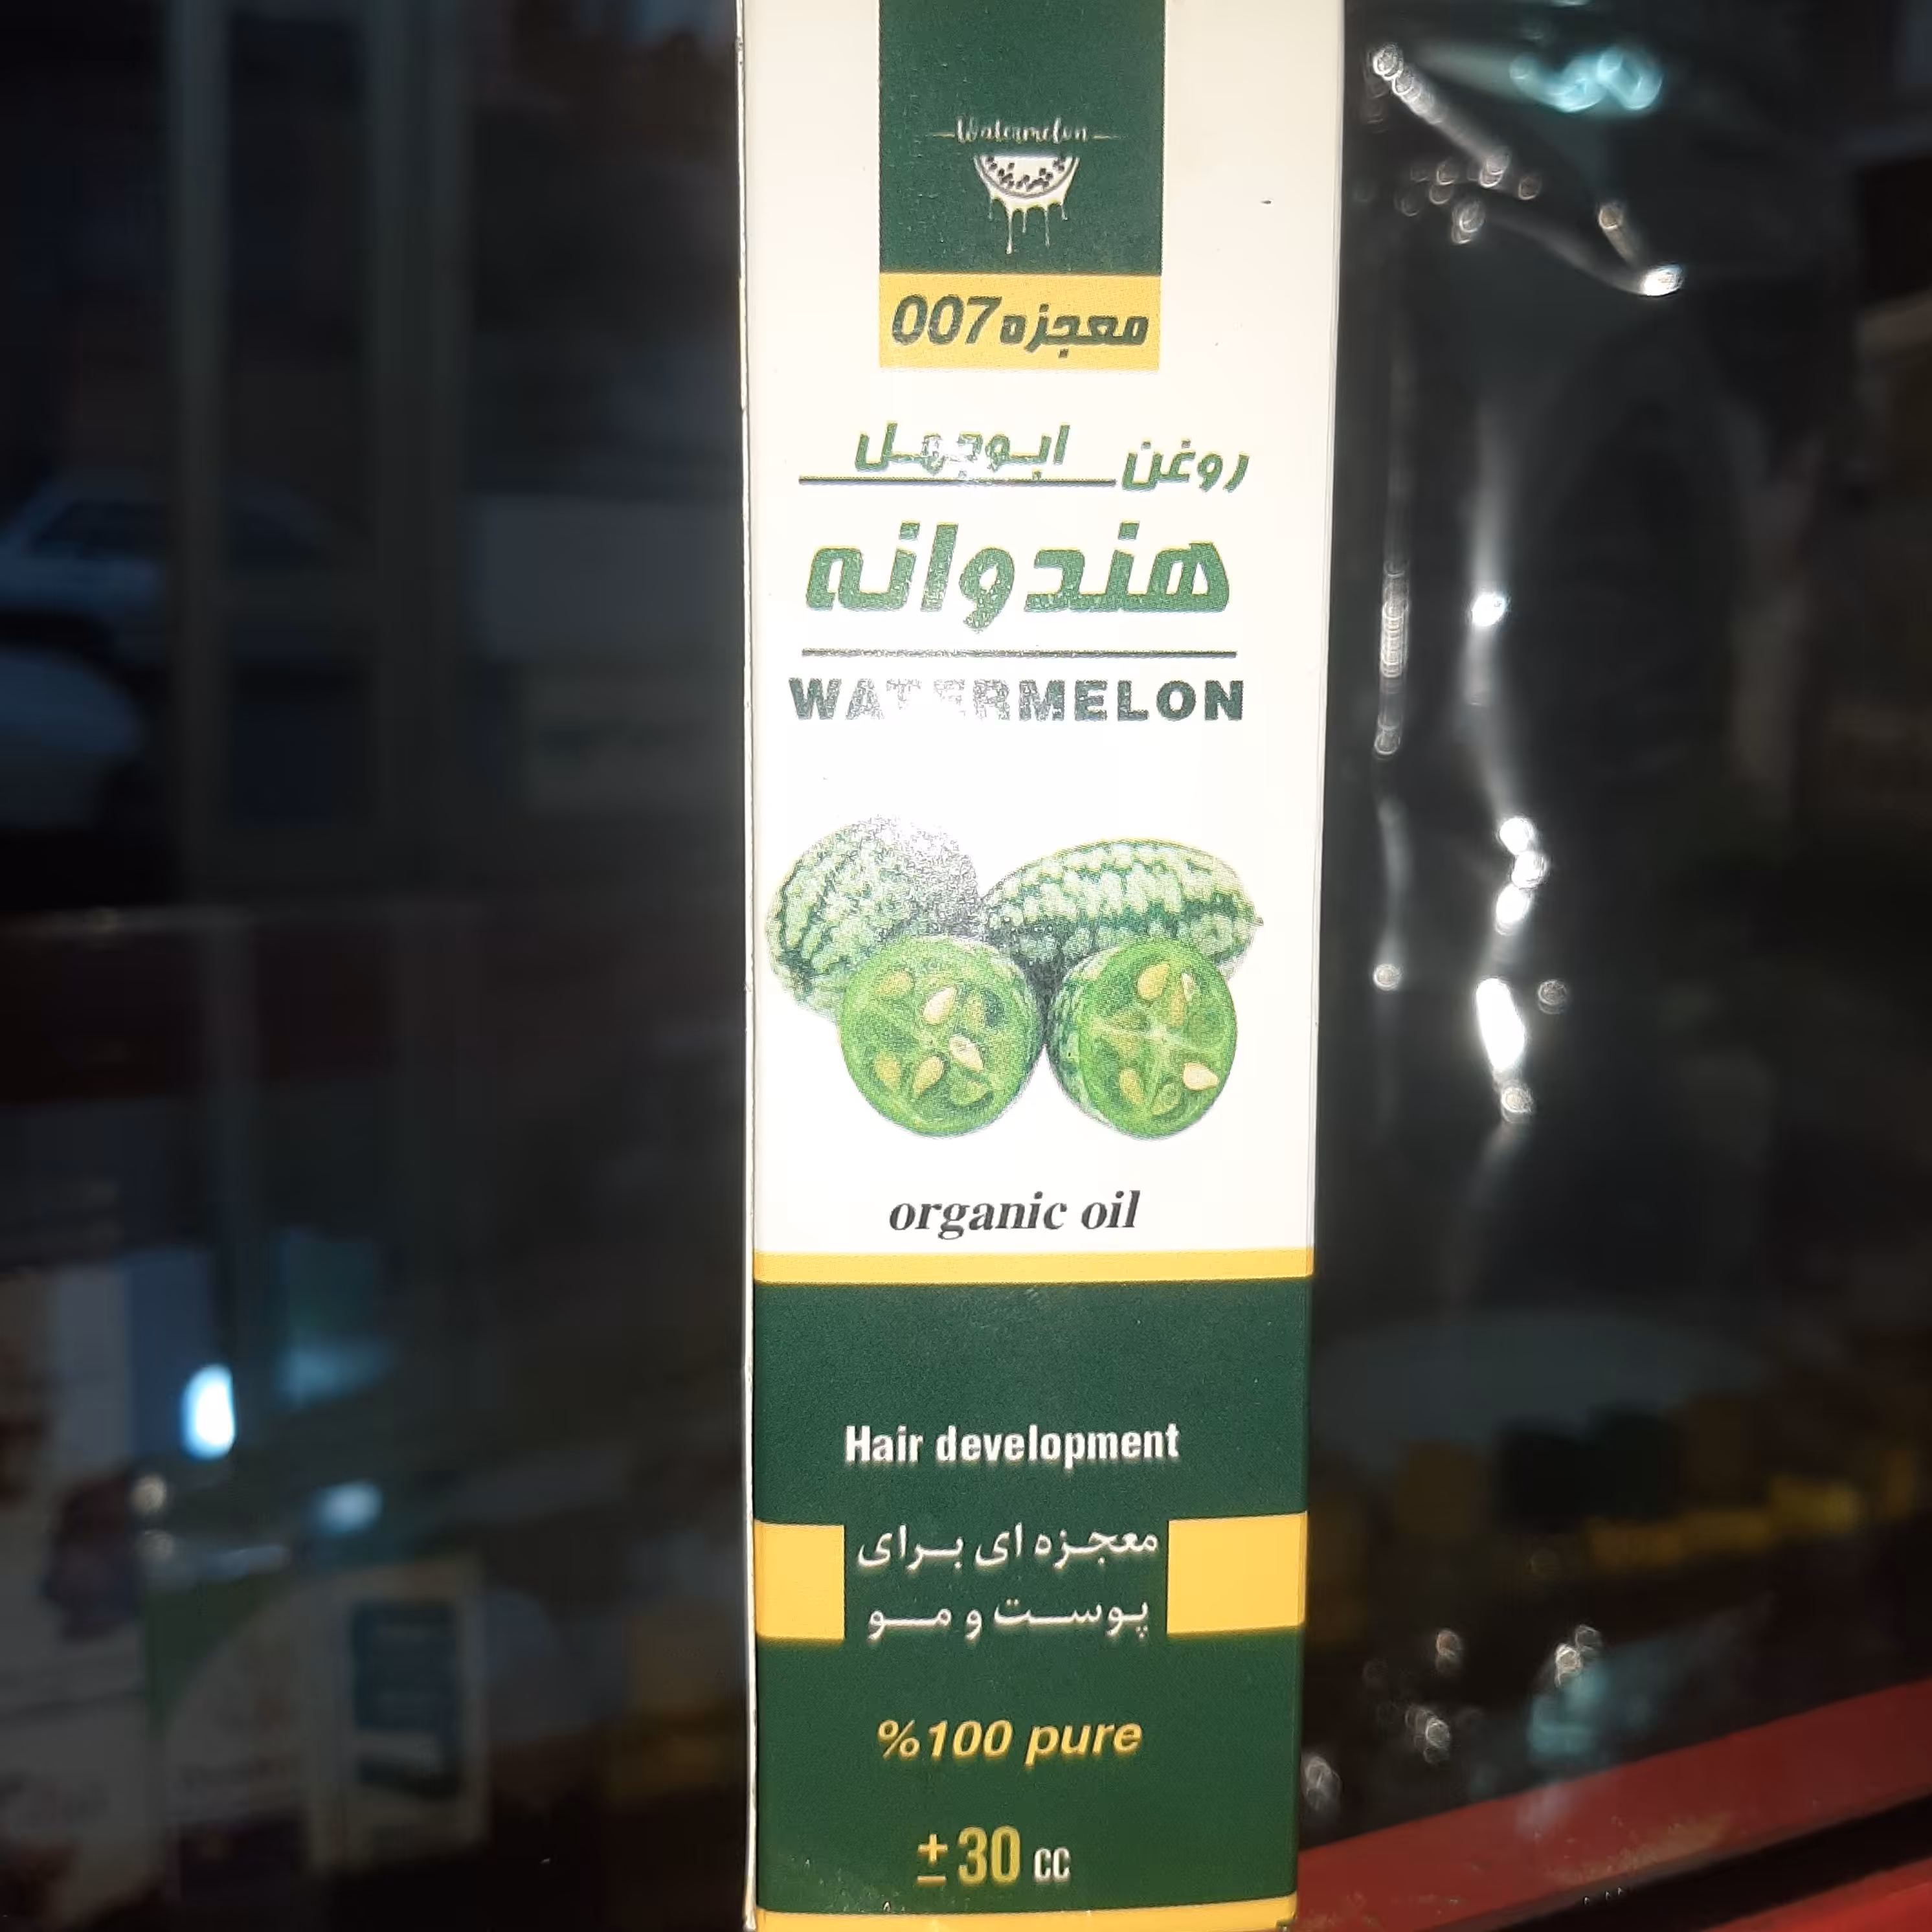 Watermelon
معجزه 007
روغن ابوجهل
هندوانه
WATERMELON
organic oil
Hair development
معجزه ای برای
پوست و مو
%100 pure
±30 cc